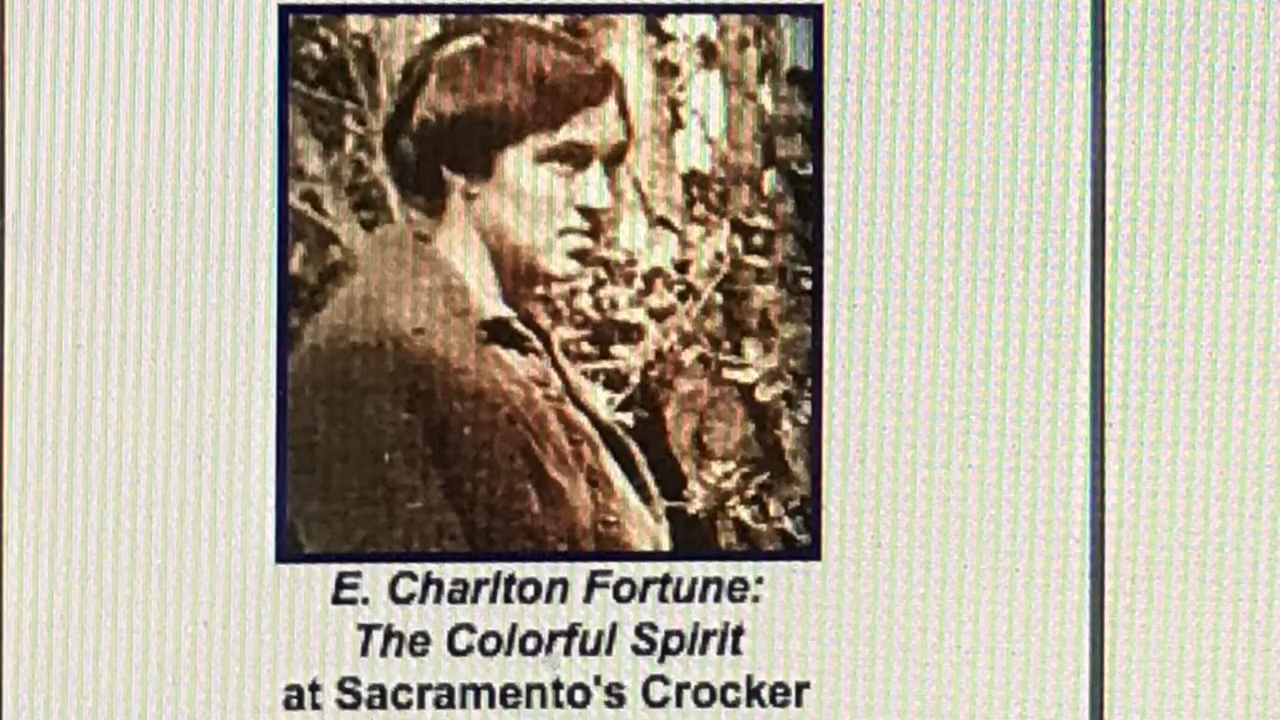 E. Charlton Fortune:
The Colorful Spirit
at Sacramento's Crocker